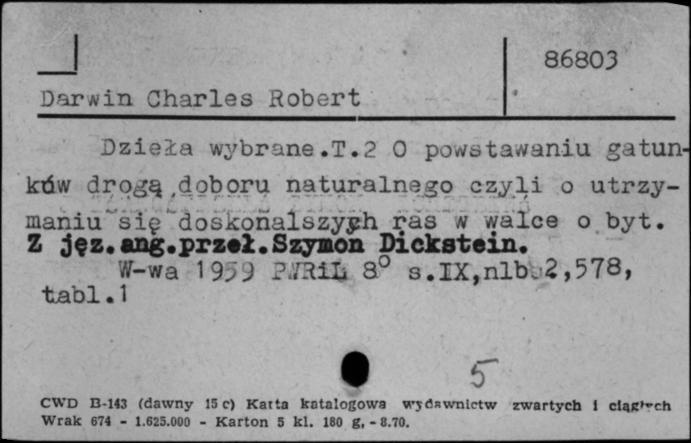 86803
Darwin Charles Robert
Dzieła wybrane.T.2 O powstawaniu gatun-
ków drogą doboru naturalnego czyli o utrzy-
maniu się doskonalszych ras w walce o byt.
Z jęz.ang.przeł.Szymon Dickstein.
W-wa 1959 PWRiL 8° s.IX,nlb.2,578,
tabl.1
5
CWD B-143 (dawny 15 c) Karta katalogowa wydawnictw zwartych i ciągłych
Wrak 674 - 1.625.000 - Karton 5 kl. 180 g. - 8.70.